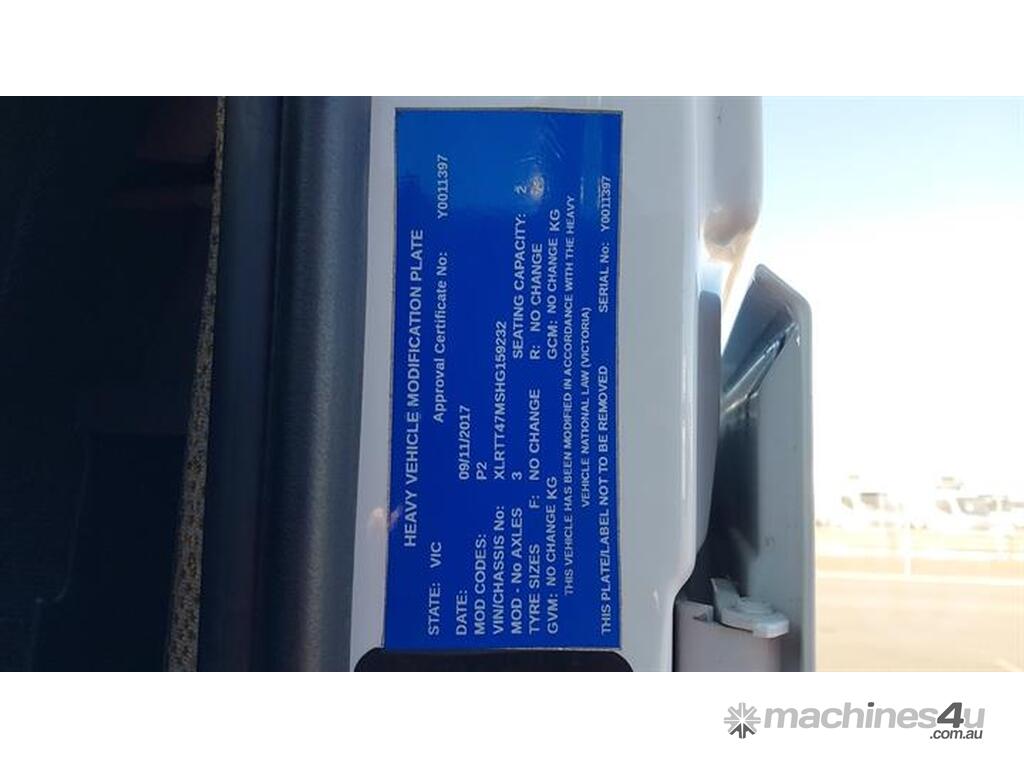 HEAVY VEHICLE MODIFICATION PLATE
STATE: VIC Approval Certificate No: Y0011397
DATE: 09/11/2017
MOD CODES: P2
VIN/CHASSIS No: XLRTT47MSHG159232
MOD - No AXLES 3 SEATING CAPACITY: 2
TYRE SIZES F: NO CHANGE R: NO CHANGE
GVM: NO CHANGE KG GCM: NO CHANGE KG
THIS VEHICLE HAS BEEN MODIFIED IN ACCORDANCE WITH THE HEAVY
VEHICLE NATIONAL LAW (VICTORIA)
THIS PLATE/LABEL NOT TO BE REMOVED SERIAL No: Y0011397
machines4u
.com.au